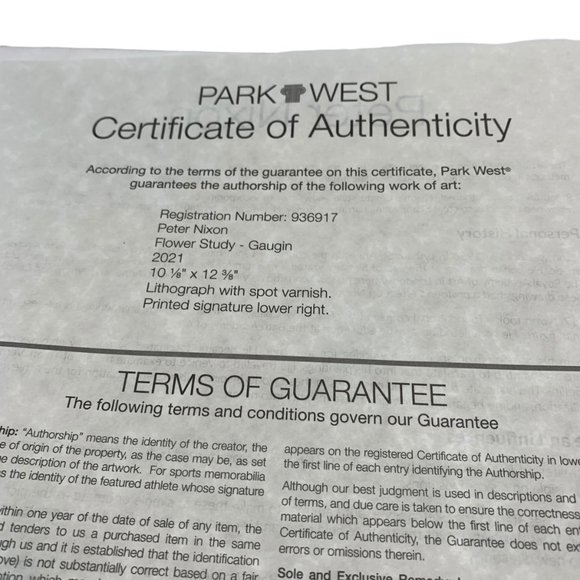 PARK WEST
Certificate of Authenticity
According to the terms of the guarantee on this certificate, Park West®
guarantees the authorship of the following work of art:
Registration Number: 936917
Peter Nixon
Flower Study - Gaugin
2021
10 ⅛" x 12 ⅜"
Lithograph with spot varnish.
Printed signature lower right.
TERMS OF GUARANTEE
The following terms and conditions govern our Guarantee
"Authorship" means the identity of the creator, the
of origin of the property, as the case may be, as set
description of the artwork. For sports memorabilia
the identity of the featured athlete whose signature
within one year of the date of sale of any item, the
tenders to us a purchased item in the same
us and it is established that the identification
is not substantially correct based on a fair
appears on the registered Certificate of Authenticity in
the first line of each entry identifying the Authorship.
Although our best judgment is used in descriptions and
of terms, and due care is taken to ensure the correctness
material which appears below the first line of each
Certificate of Authenticity, the Guarantee does not
errors or omissions therein.
Sole and Exclusive